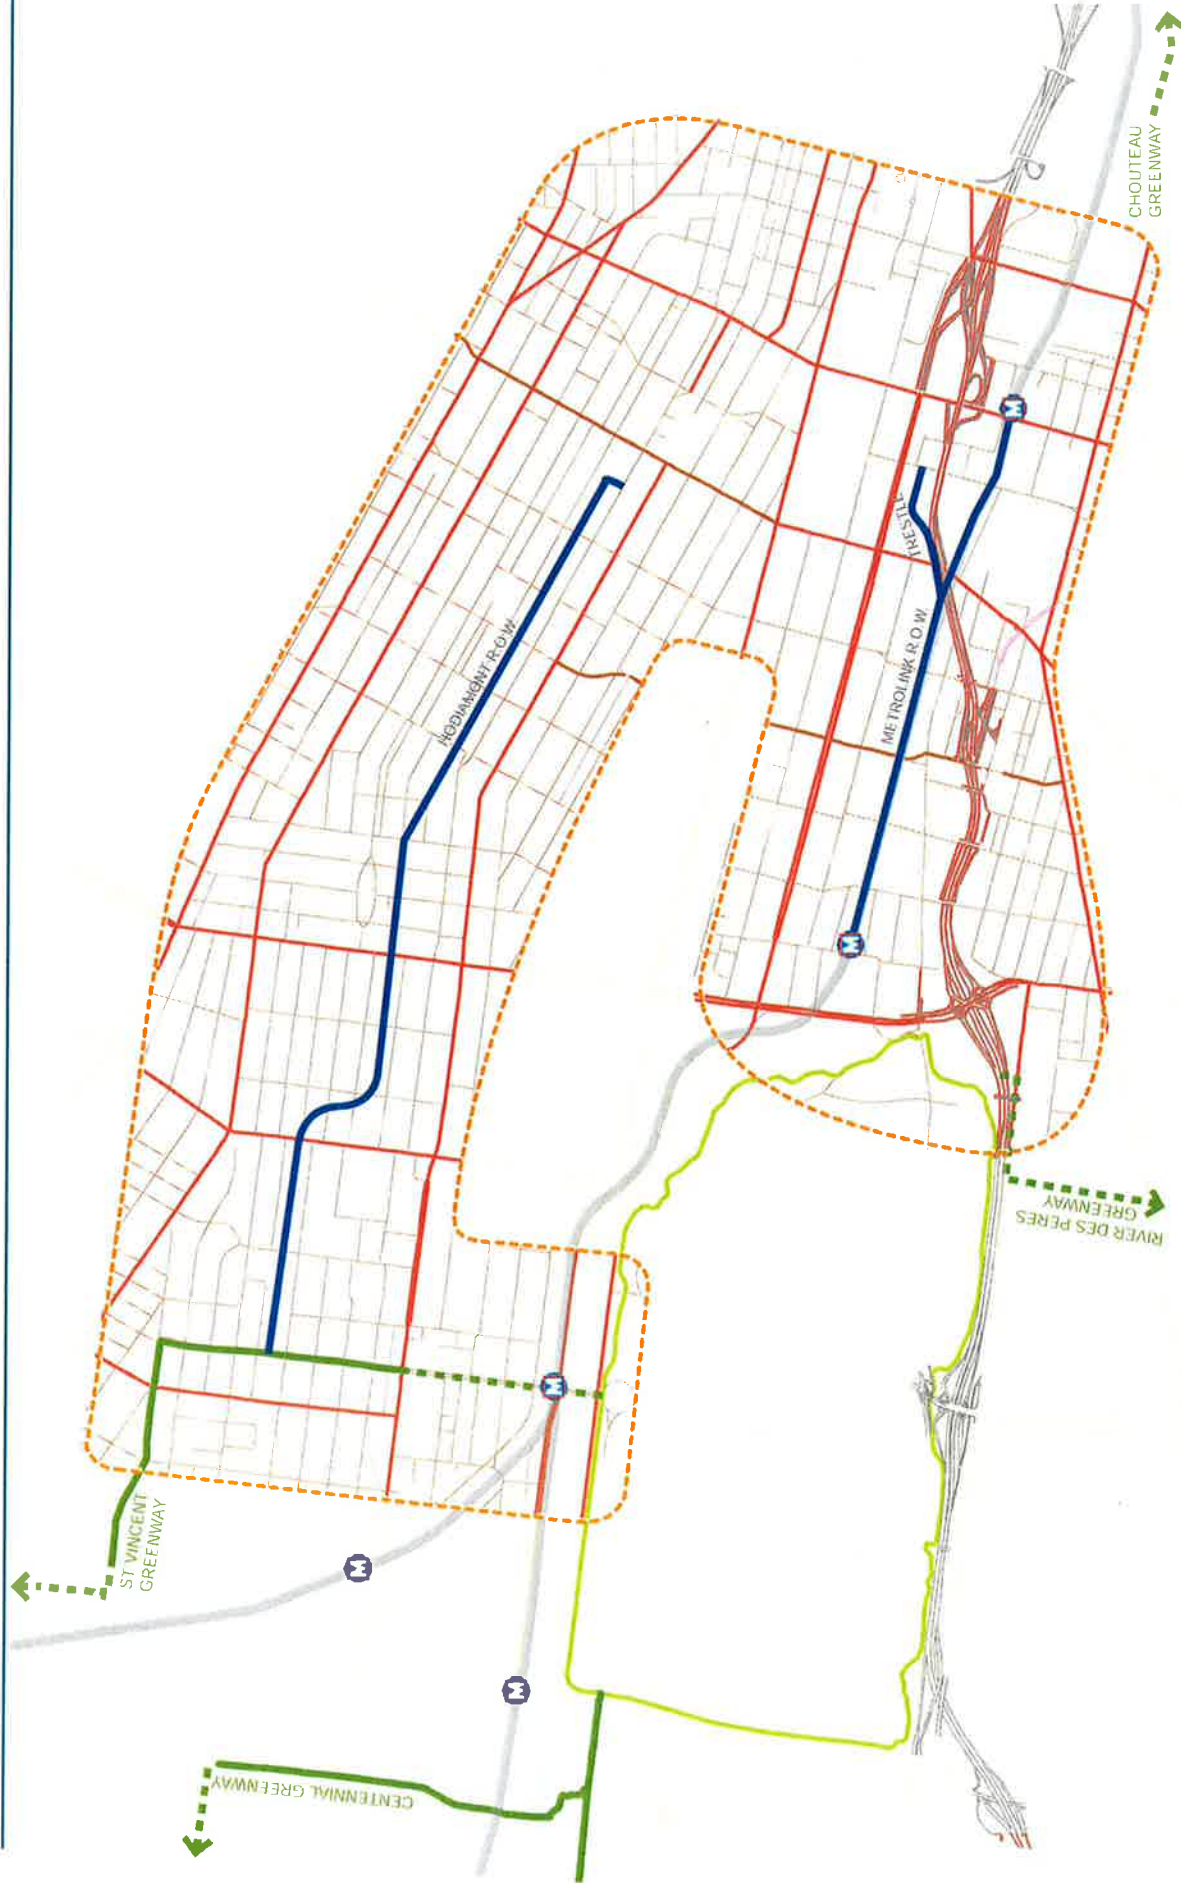 CHOUTEAU
GREENWAY
TRESTLE
HODIAMONT R.O.W.
METROLINK R.O.W.
M
M
M
RIVER DES PERES
GREENWAY
ST VINCENT
GREENWAY
M
M
CENTENNIAL GREENWAY